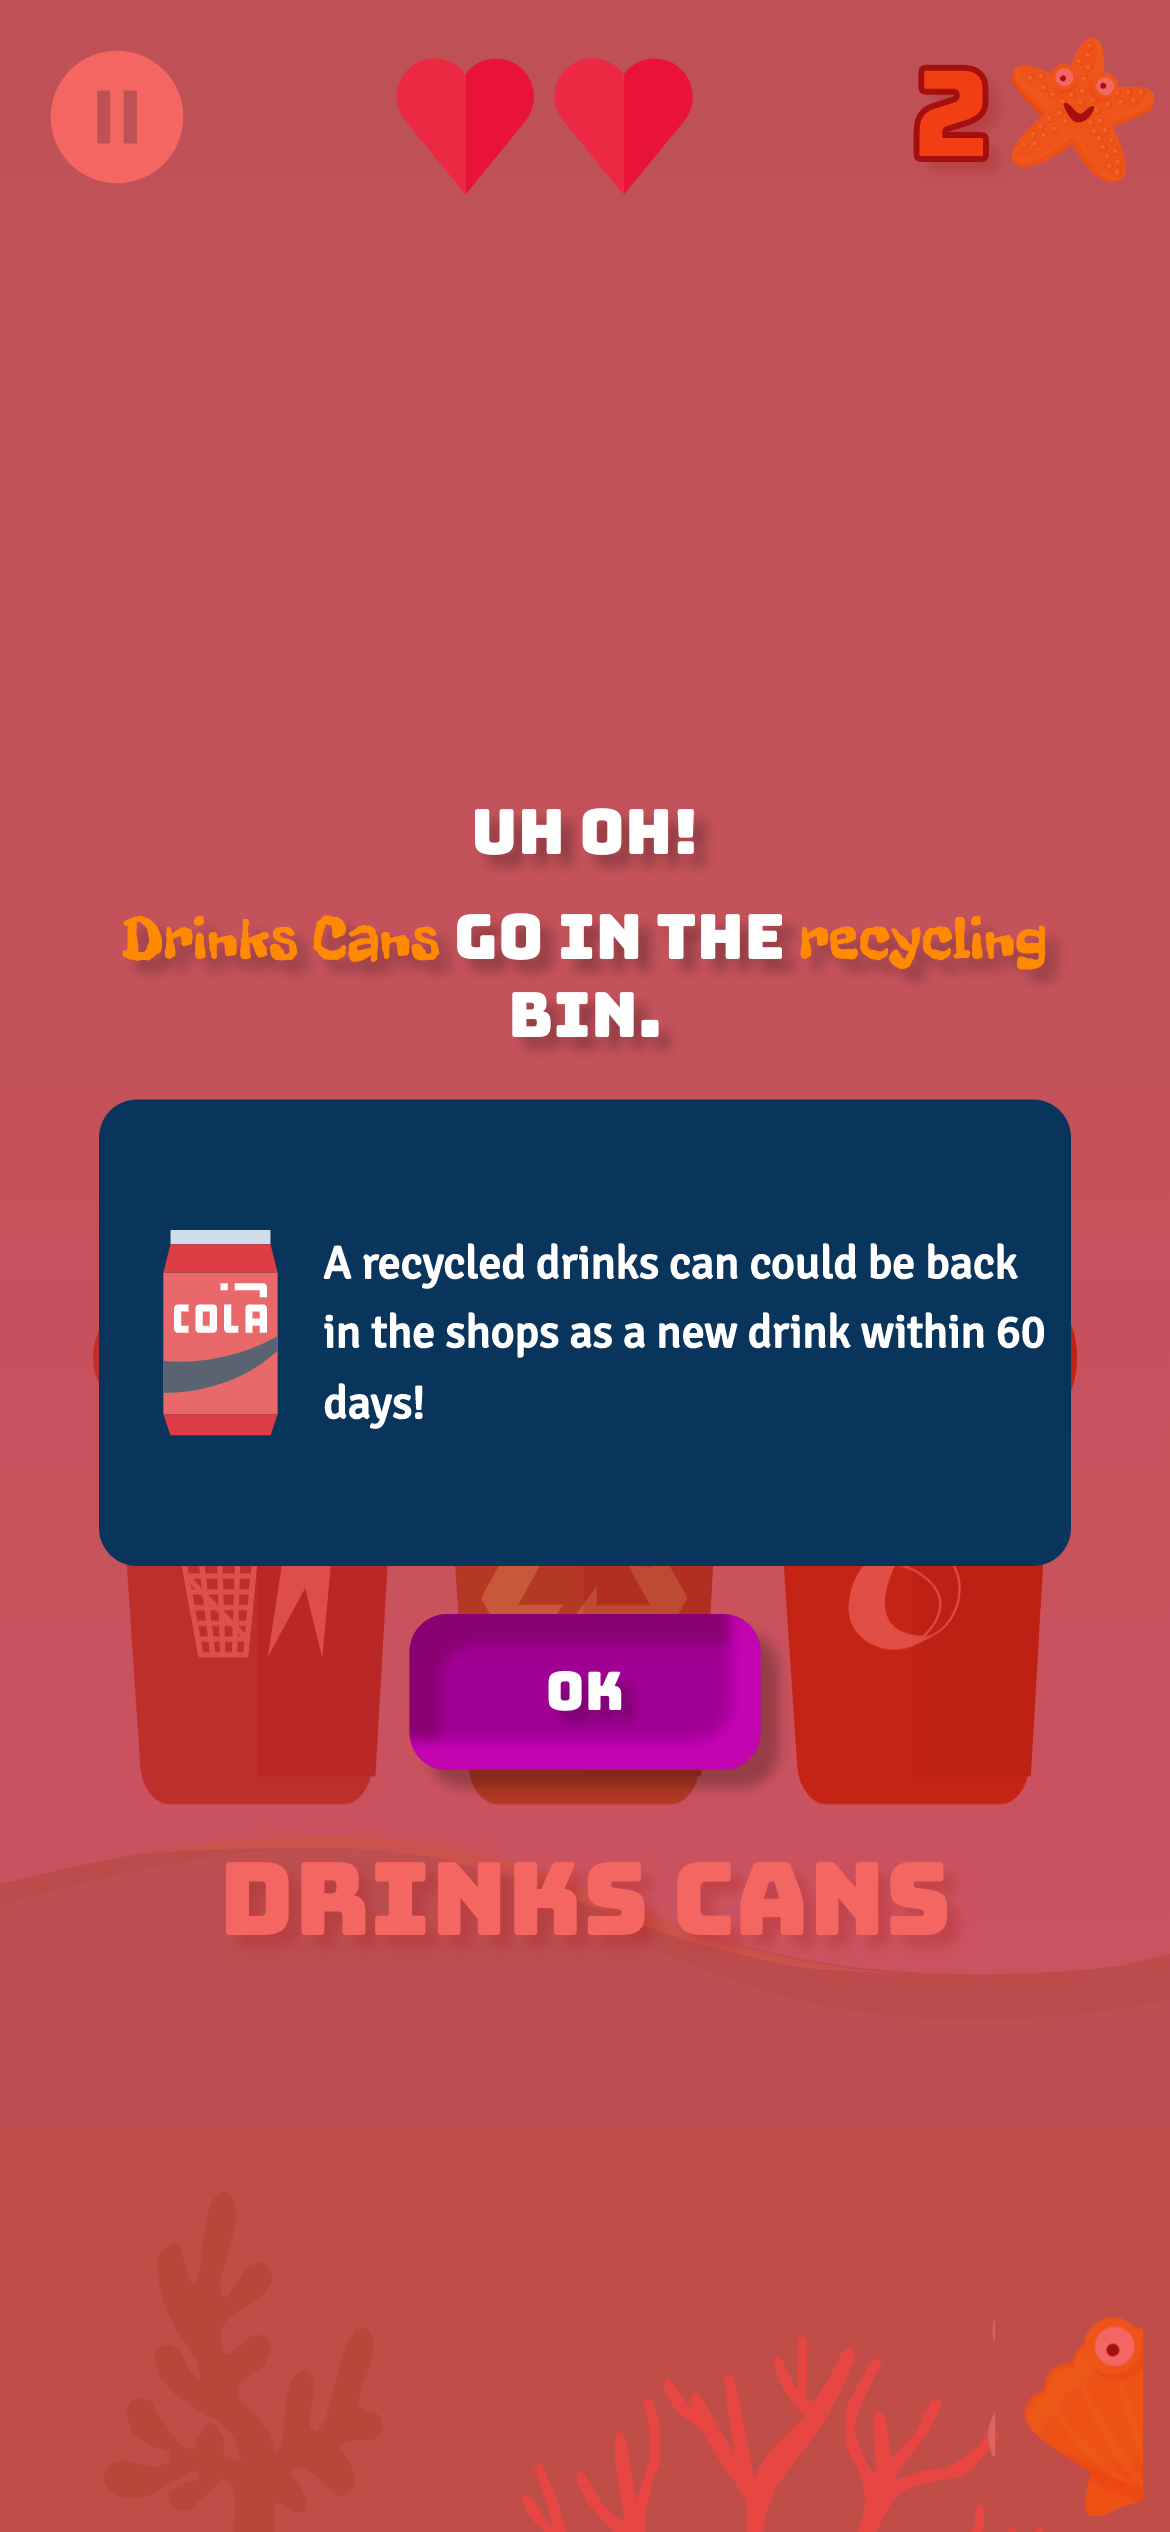 2
UH OH!
Drinks Cans GO IN THE recycling
BIN.
COLA
A recycled drinks can could be back
in the shops as a new drink within 60
days!
OK
DRINKS CANS